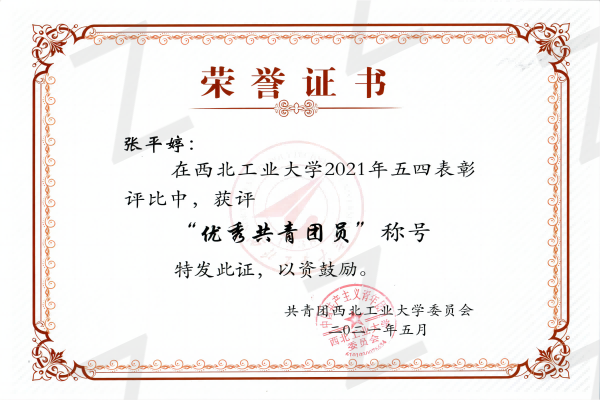 荣誉证书
张平婷：
在西北工业大学2021年五四表彰
评比中，获评
“优秀共青团员”称号
特发此证，以资鼓励。
共青团西北工业大学委员会
二〇二一年五月